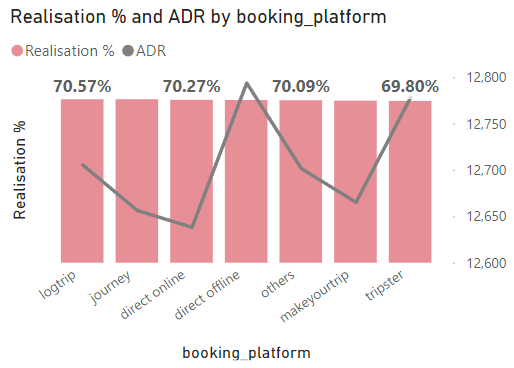 Realisation % and ADR by booking_platform
Realisation % ADR
70.57% 70.27% 70.09% 69.80%
12,800
12,750
12,700
12,650
12,600
Realisation %
logtrip journey direct online direct offline others makeyourtrip tripster
booking_platform